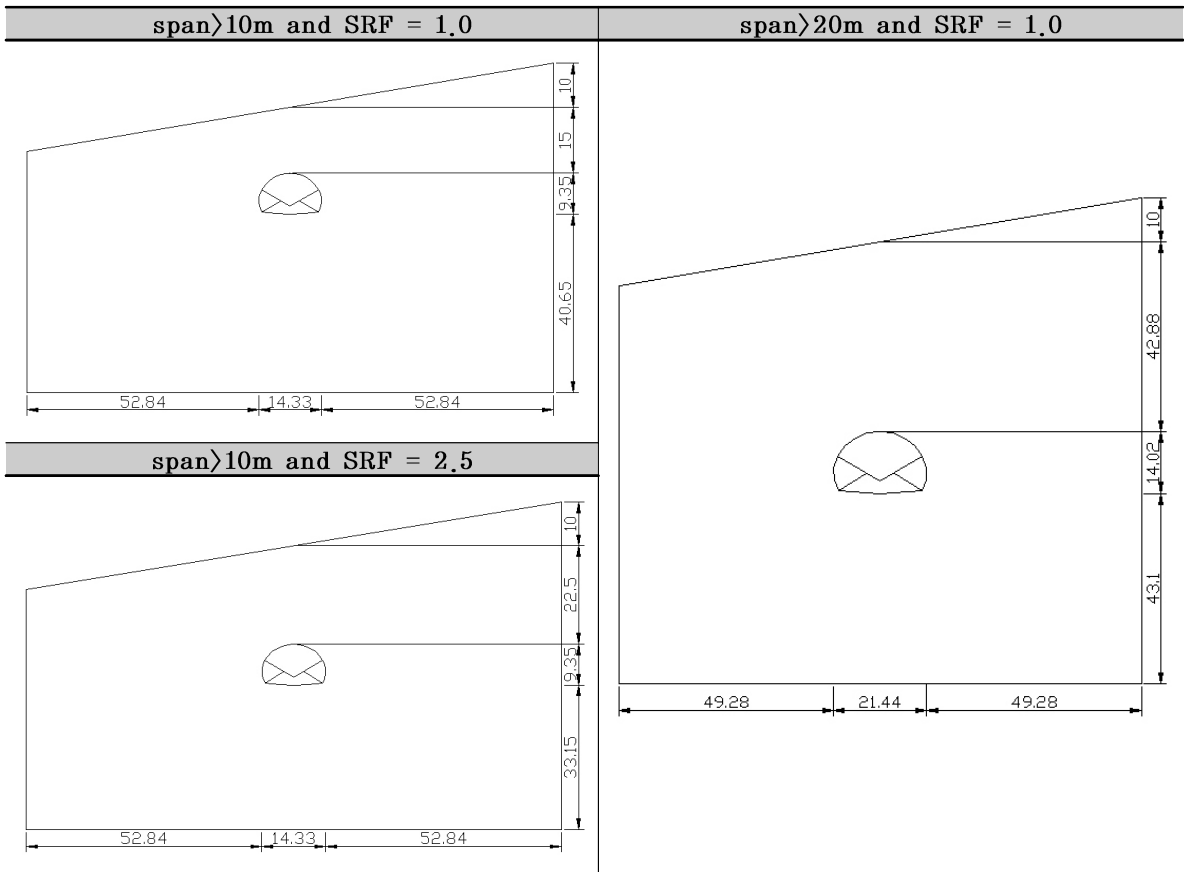 span>10m and SRF = 1.0
10
15
9.35
40.65
52.84 14.33 52.84
span>10m and SRF = 2.5
10
22.5
9.35
33.15
52.84 14.33 52.84
span>20m and SRF = 1.0
10
42.88
14.02
43.1
49.28 21.44 49.28